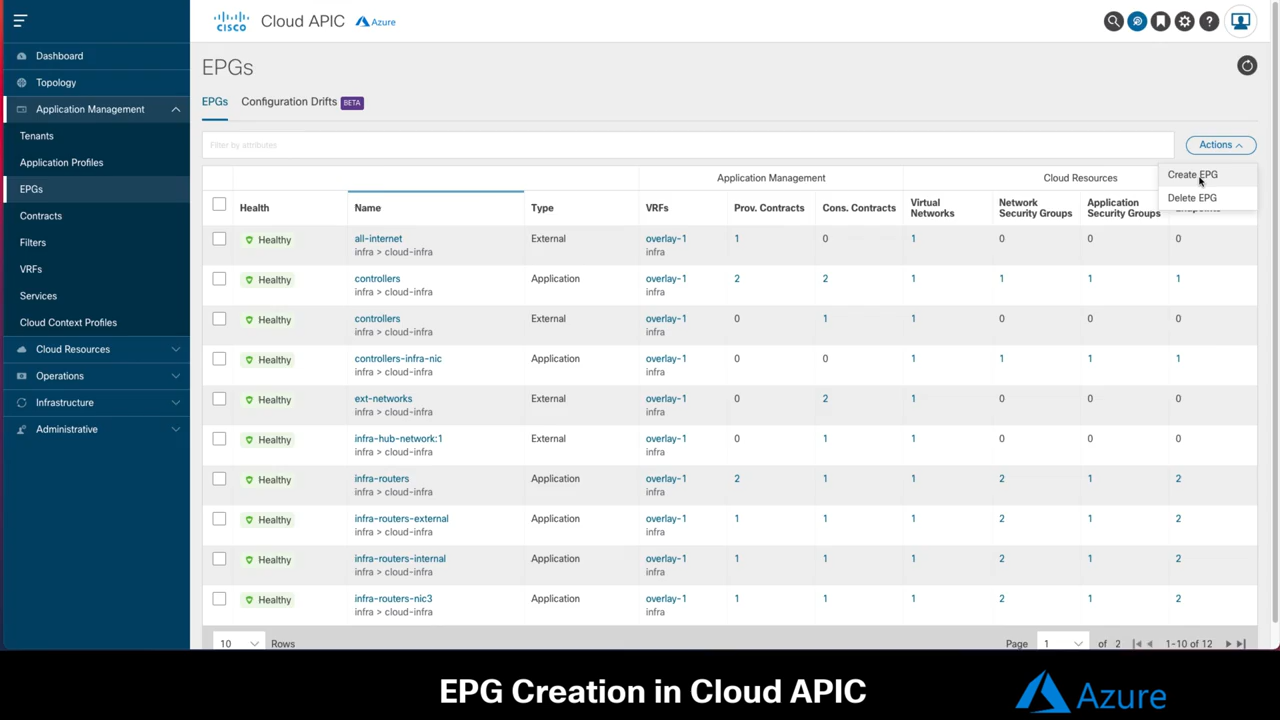 CISCO Cloud APIC Azure
Dashboard
Topology
Application Management
Tenants
Application Profiles
EPGs
Contracts
Filters
VRFs
Services
Cloud Context Profiles
Cloud Resources
Operations
Infrastructure
Administrative
EPGs
EPGs Configuration Drifts BETA
Filter by attributes
Actions
Create EPG
Delete EPG
Application Management Cloud Resources
Health Name Type VRFs Prov. Contracts Cons. Contracts Virtual Networks Network Security Groups Application Security Groups Endpoints
Healthy all-internet External overlay-1 1 0 1 0 0 0
infra > cloud-infra infra
Healthy controllers Application overlay-1 2 2 1 1 1 1
infra > cloud-infra infra
Healthy controllers External overlay-1 0 1 1 0 0 0
infra > cloud-infra infra
Healthy controllers-infra-nic Application overlay-1 0 0 1 1 1 1
infra > cloud-infra infra
Healthy ext-networks External overlay-1 0 2 1 0 0 0
infra > cloud-infra infra
Healthy infra-hub-network:1 External overlay-1 0 1 1 0 0 0
infra > cloud-infra infra
Healthy infra-routers Application overlay-1 2 1 1 2 1 2
infra > cloud-infra infra
Healthy infra-routers-external Application overlay-1 1 1 1 2 1 2
infra > cloud-infra infra
Healthy infra-routers-internal Application overlay-1 1 1 1 2 1 2
infra > cloud-infra infra
Healthy infra-routers-nic3 Application overlay-1 1 1 1 2 1 2
infra > cloud-infra infra
10 Rows Page 1 of 2 1-10 of 12
EPG Creation in Cloud APIC Azure